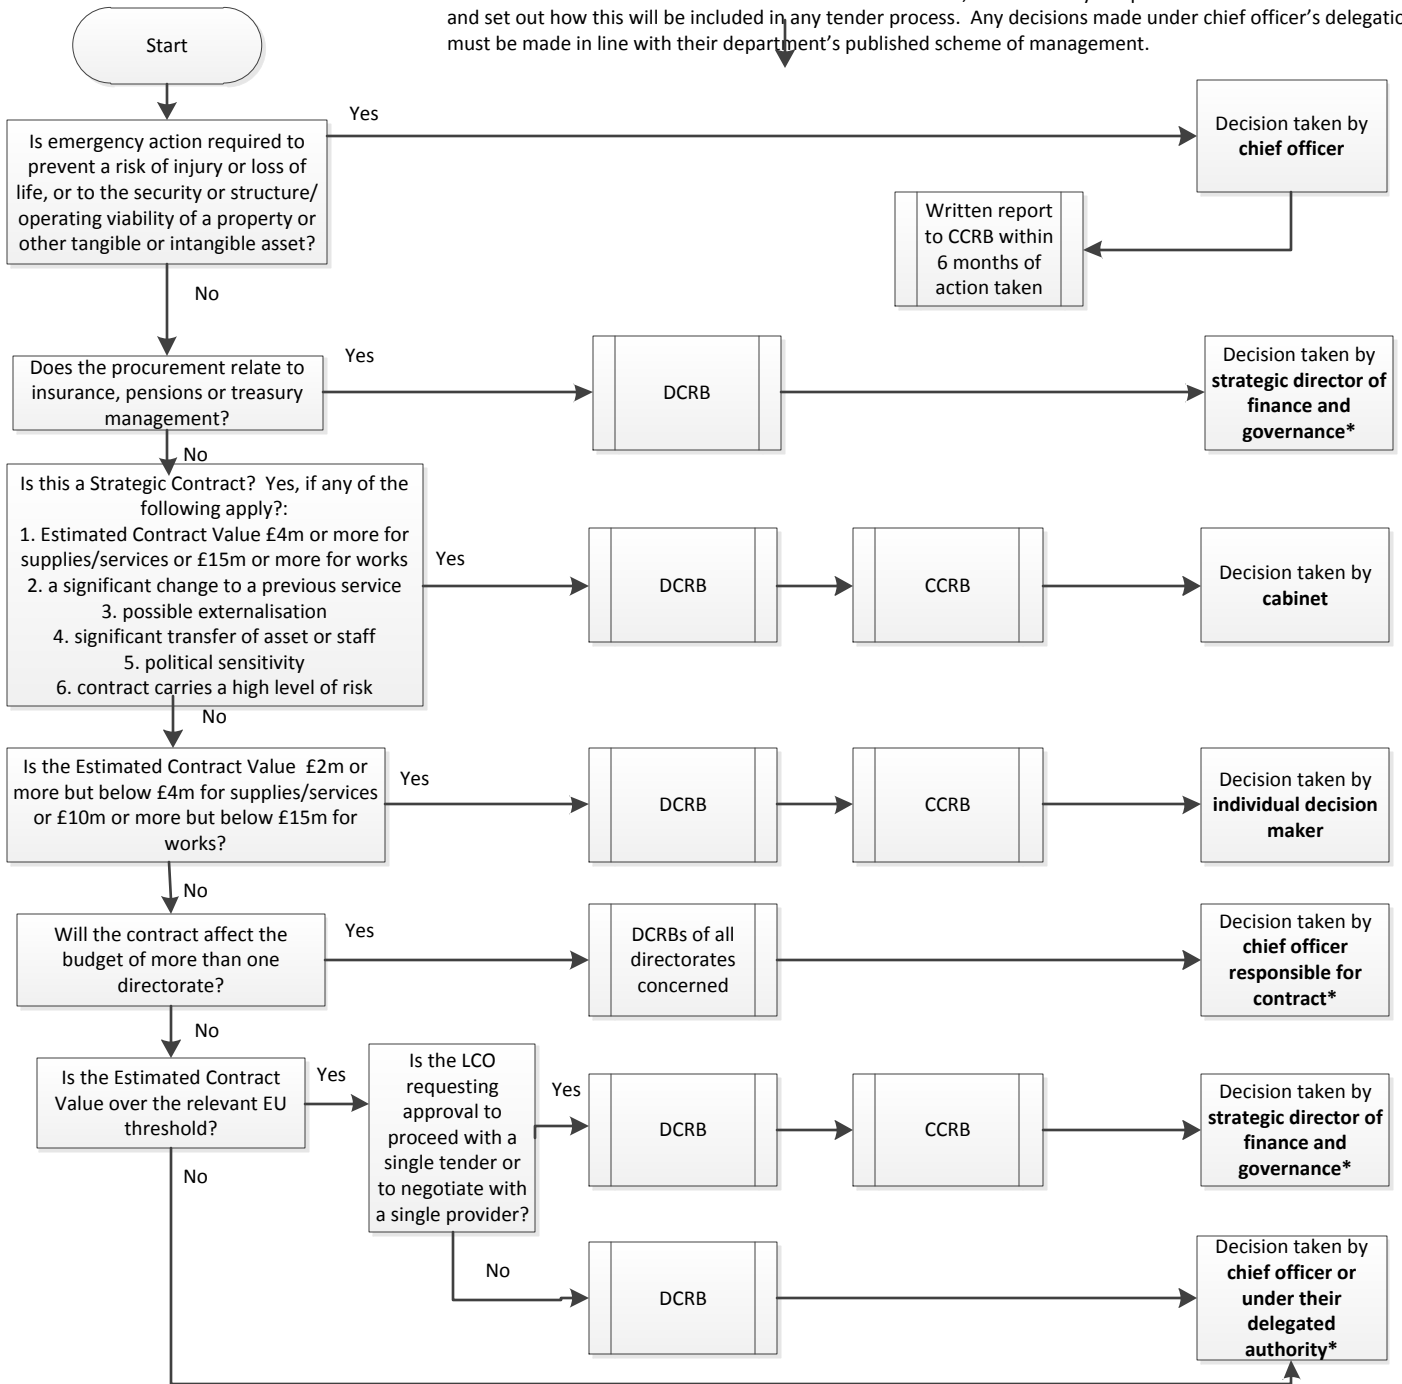 and set out how this will be included in any tender process.  Any decisions made under chief officer's delegatio
must be made in line with their department's published scheme of management.
Start
Yes
Is emergency action required to
prevent a risk of injury or loss of
life, or to the security or structure/
operating viability of a property or
other tangible or intangible asset?
Decision taken by
chief officer
Written report
to CCRB within
6 months of
action taken
No
Does the procurement relate to
insurance, pensions or treasury
management?
Yes
DCRB
Decision taken by
strategic director of
finance and
governance*
No
Is this a Strategic Contract?  Yes, if any of the
following apply?:
1. Estimated Contract Value £4m or more for
supplies/services or £15m or more for works
2. a significant change to a previous service
3. possible externalisation
4. significant transfer of asset or staff
5. political sensitivity
6. contract carries a high level of risk
Yes
DCRB
CCRB
Decision taken by
cabinet
No
Is the Estimated Contract Value  £2m or
more but below £4m for supplies/services
or £10m or more but below £15m for
works?
Yes
DCRB
CCRB
Decision taken by
individual decision
maker
No
Will the contract affect the
budget of more than one
directorate?
Yes
DCRBs of all
directorates
concerned
Decision taken by
chief officer
responsible for
contract*
No
Is the Estimated Contract
Value over the relevant EU
threshold?
Yes
Is the LCO
requesting
approval to
proceed with a
single tender or
to negotiate with
a single provider?
Yes
DCRB
CCRB
Decision taken by
strategic director of
finance and
governance*
No
No
DCRB
Decision taken by
chief officer or
under their
delegated
authority*